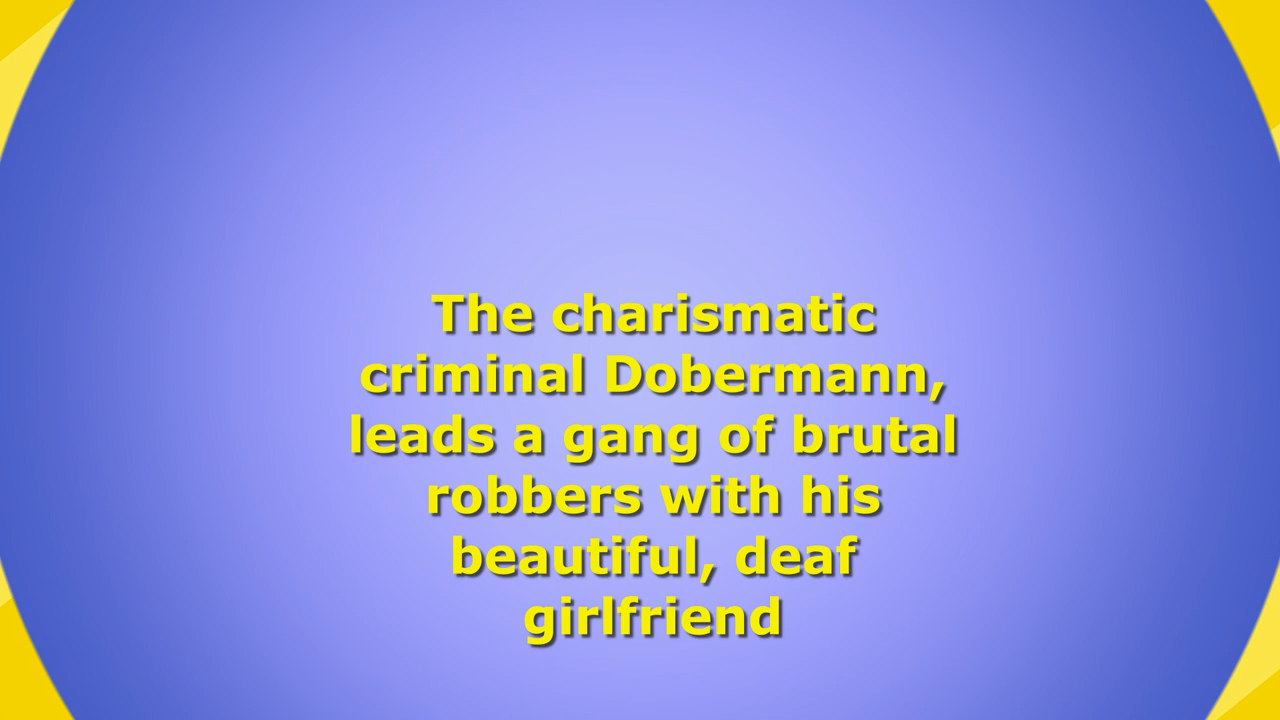 The charismatic
criminal Dobermann,
leads a gang of brutal
robbers with his
beautiful, deaf
girlfriend